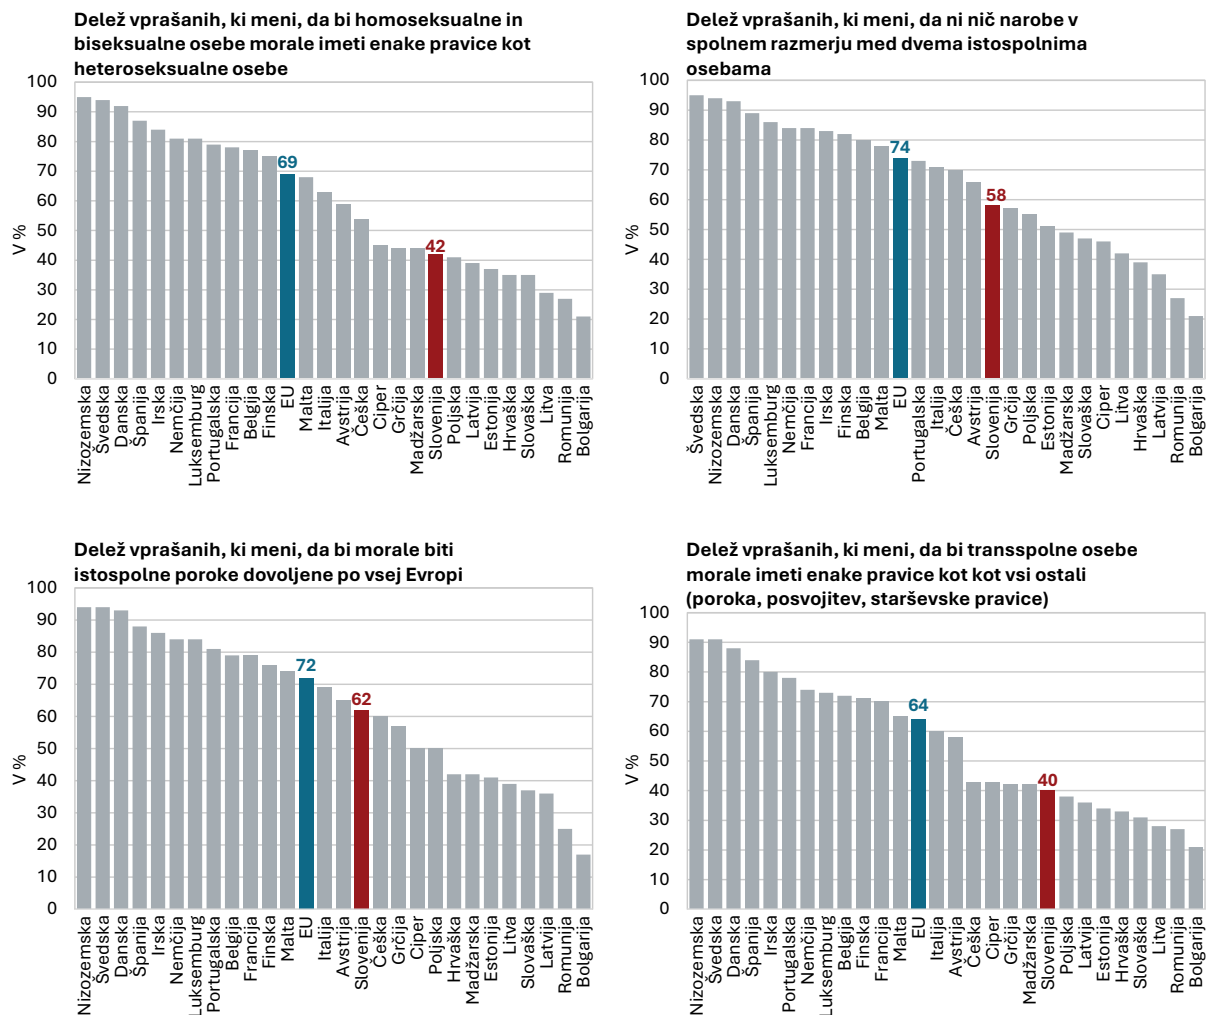 Delež vprašanih, ki meni, da bi homoseksualne in
biseksualne osebe morale imeti enake pravice kot
heteroseksualne osebe
100
90
80
70
60
50
40
30
20
10
0
V %
69
42
Nizozemska
Švedska
Danska
Španija
Irska
Nemčija
Luksemburg
Portugalska
Francija
Belgija
Finska
EU
Malta
Italija
Avstrija
Češka
Ciper
Grčija
Madžarska
Slovenija
Poljska
Latvija
Estonija
Hrvaška
Slovaška
Litva
Romunija
Bolgarija
Delež vprašanih, ki meni, da ni nič narobe v
spolnem razmerju med dvema istospolnima
osebama
100
90
80
70
60
50
40
30
20
10
0
V %
74
58
Švedska
Nizozemska
Danska
Španija
Luksemburg
Nemčija
Francija
Irska
Finska
Belgija
Malta
EU
Portugalska
Italija
Češka
Avstrija
Slovenija
Grčija
Poljska
Estonija
Madžarska
Slovaška
Ciper
Litva
Hrvaška
Latvija
Romunija
Bolgarija
Delež vprašanih, ki meni, da bi morale biti
istospolne poroke dovoljene po vsej Evropi
100
90
80
70
60
50
40
30
20
10
0
V %
72
62
Nizozemska
Švedska
Danska
Španija
Irska
Nemčija
Luksemburg
Portugalska
Belgija
Francija
Finska
Malta
EU
Italija
Avstrija
Slovenija
Češka
Grčija
Ciper
Poljska
Hrvaška
Madžarska
Estonija
Litva
Slovaška
Latvija
Romunija
Bolgarija
Delež vprašanih, ki meni, da bi transspolne osebe
morale imeti enake pravice kot kot vsi ostali
(poroka, posvojitev, starševske pravice)
100
90
80
70
60
50
40
30
20
10
0
V %
64
40
Nizozemska
Švedska
Danska
Španija
Irska
Portugalska
Nemčija
Luksemburg
Belgija
Finska
Francija
Malta
EU
Italija
Avstrija
Češka
Ciper
Grčija
Madžarska
Slovenija
Poljska
Latvija
Estonija
Hrvaška
Slovaška
Litva
Romunija
Bolgarija